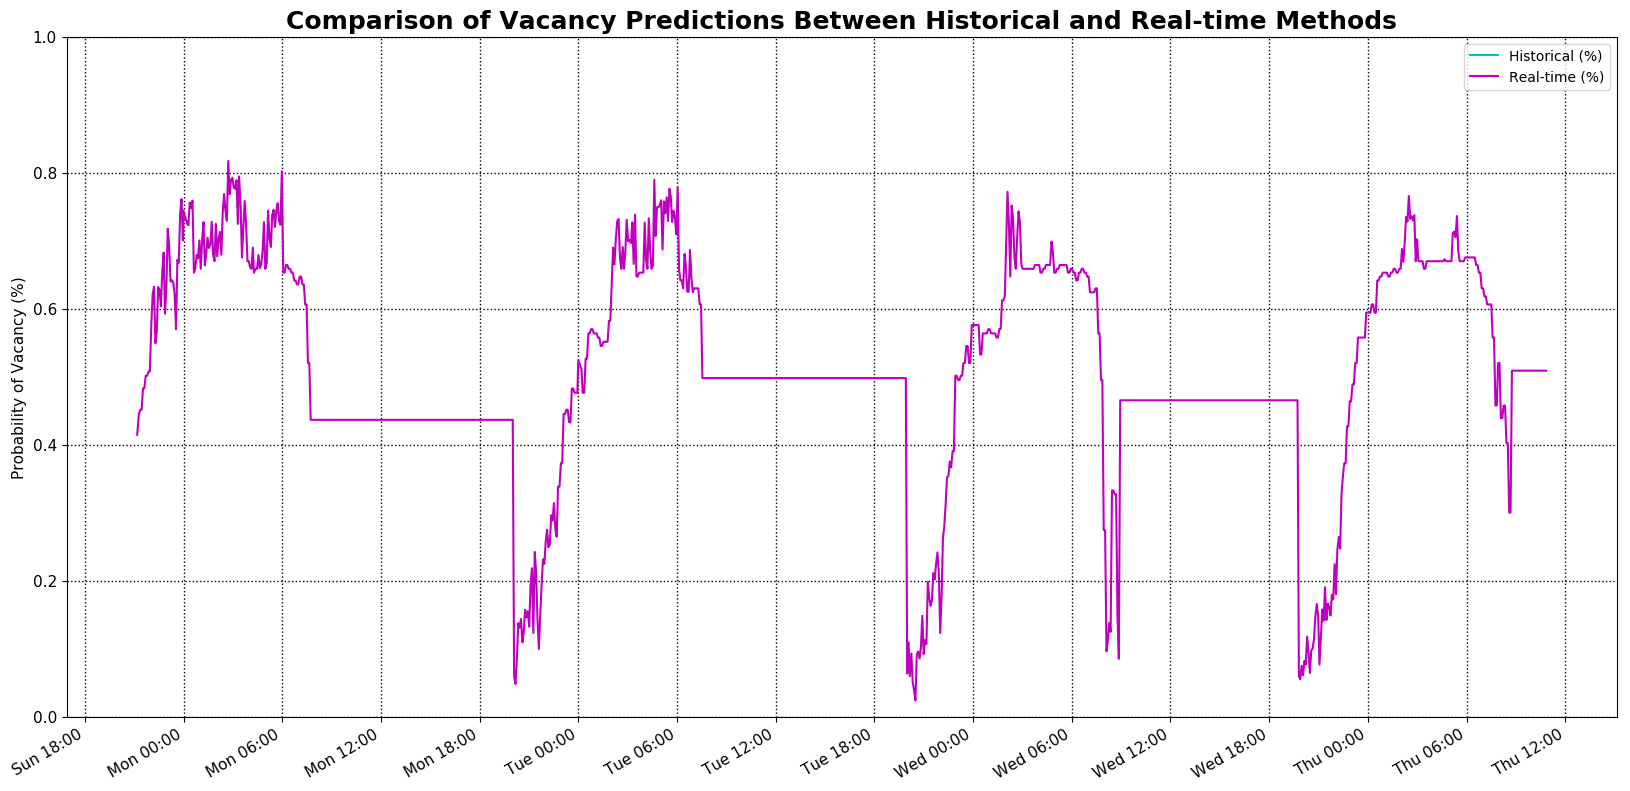 Comparison of Vacancy Predictions Between Historical and Real-time Methods
Historical (%)
Real-time (%)
Probability of Vacancy (%)
1.0
0.8
0.6
0.4
0.2
0.0
Sun 18:00
Mon 00:00
Mon 06:00
Mon 12:00
Mon 18:00
Tue 00:00
Tue 06:00
Tue 12:00
Tue 18:00
Wed 00:00
Wed 06:00
Wed 12:00
Wed 18:00
Thu 00:00
Thu 06:00
Thu 12:00